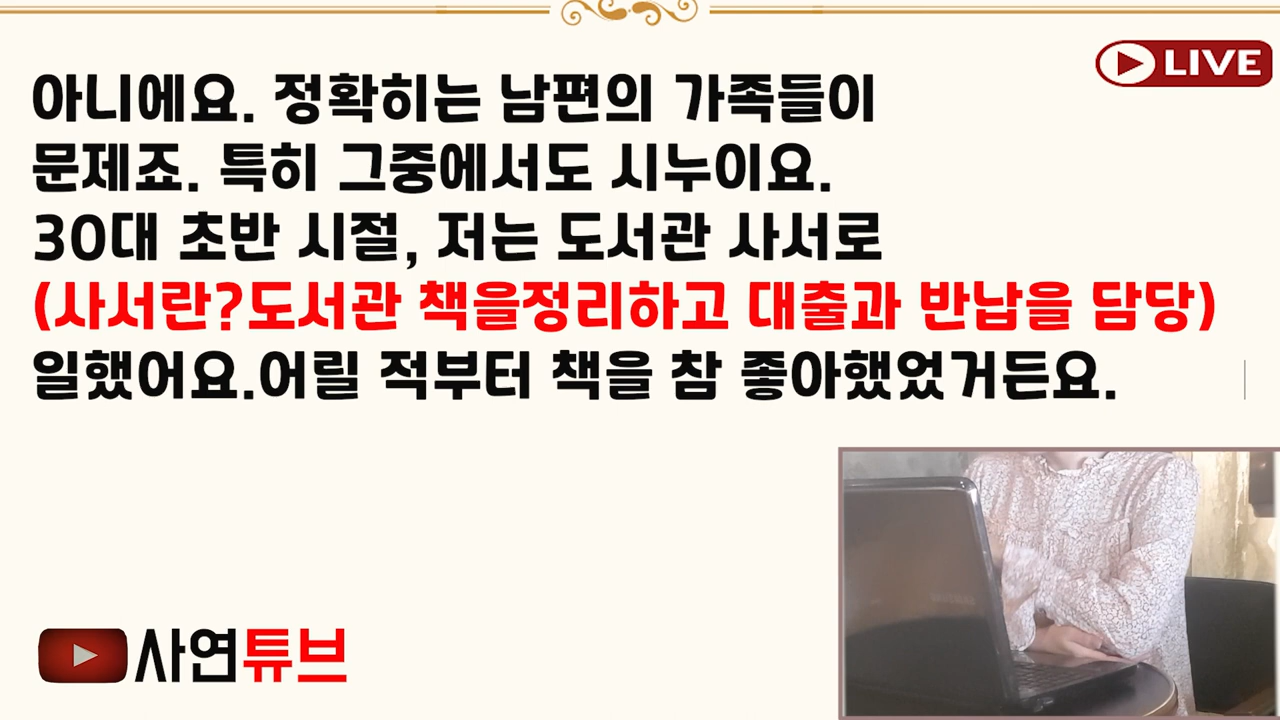 LIVE
아니에요. 정확히는 남편의 가족들이
문제죠. 특히 그중에서도 시누이요.
30대 초반 시절, 저는 도서관 사서로
(사서란?도서관 책을정리하고 대출과 반납을 담당)
일했어요.어릴 적부터 책을 참 좋아했었거든요.
사연튜브